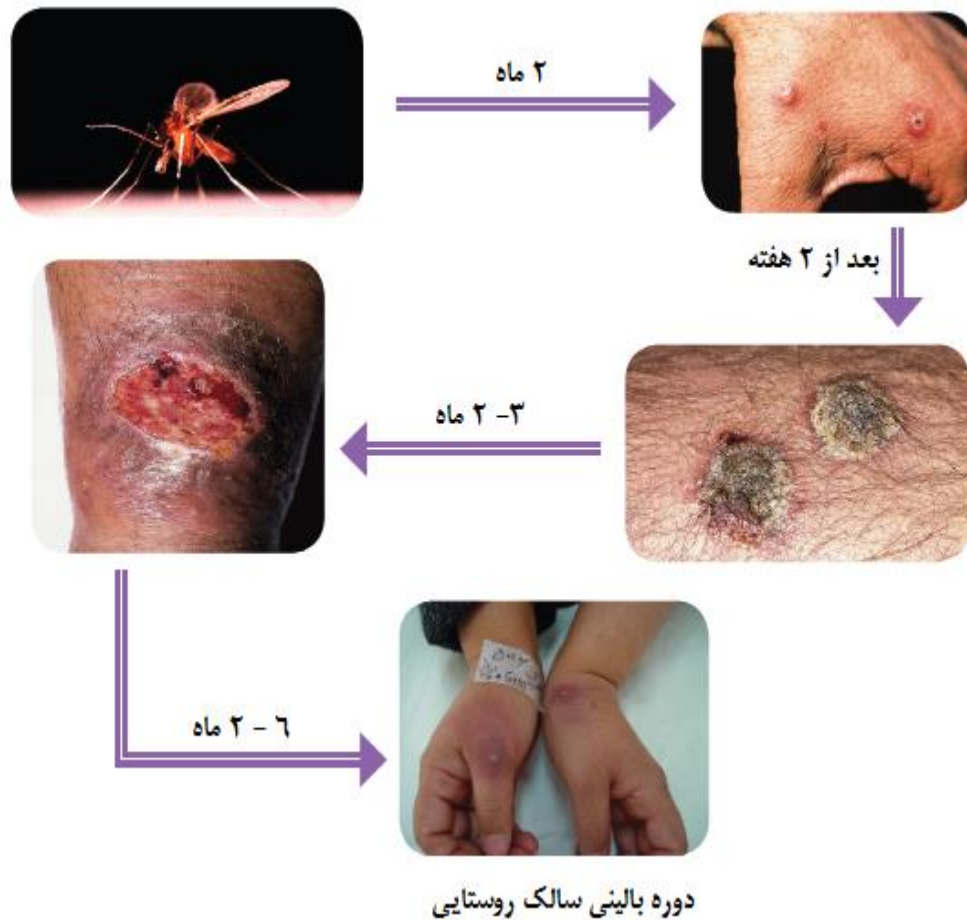 ۲ ماه
بعد از ۲ هفته
۲ -۳ ماه
۲ – ٦ ماه
دوره بالینی سالک روستایی